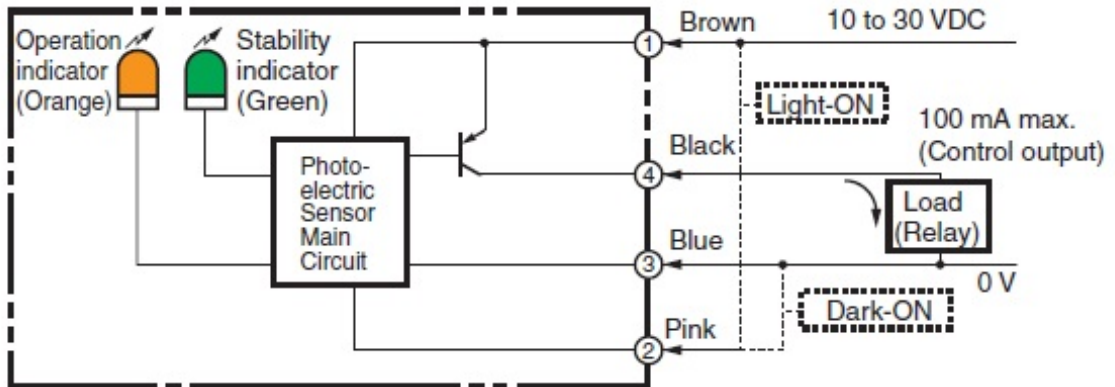 Operation
indicator
(Orange)
Stability
indicator
(Green)
Photo-
electric
Sensor
Main
Circuit
1
Brown
10 to 30 VDC
Light-ON
100 mA max.
(Control output)
Black
4
Load
(Relay)
Blue
3
0 V
Dark-ON
Pink
2